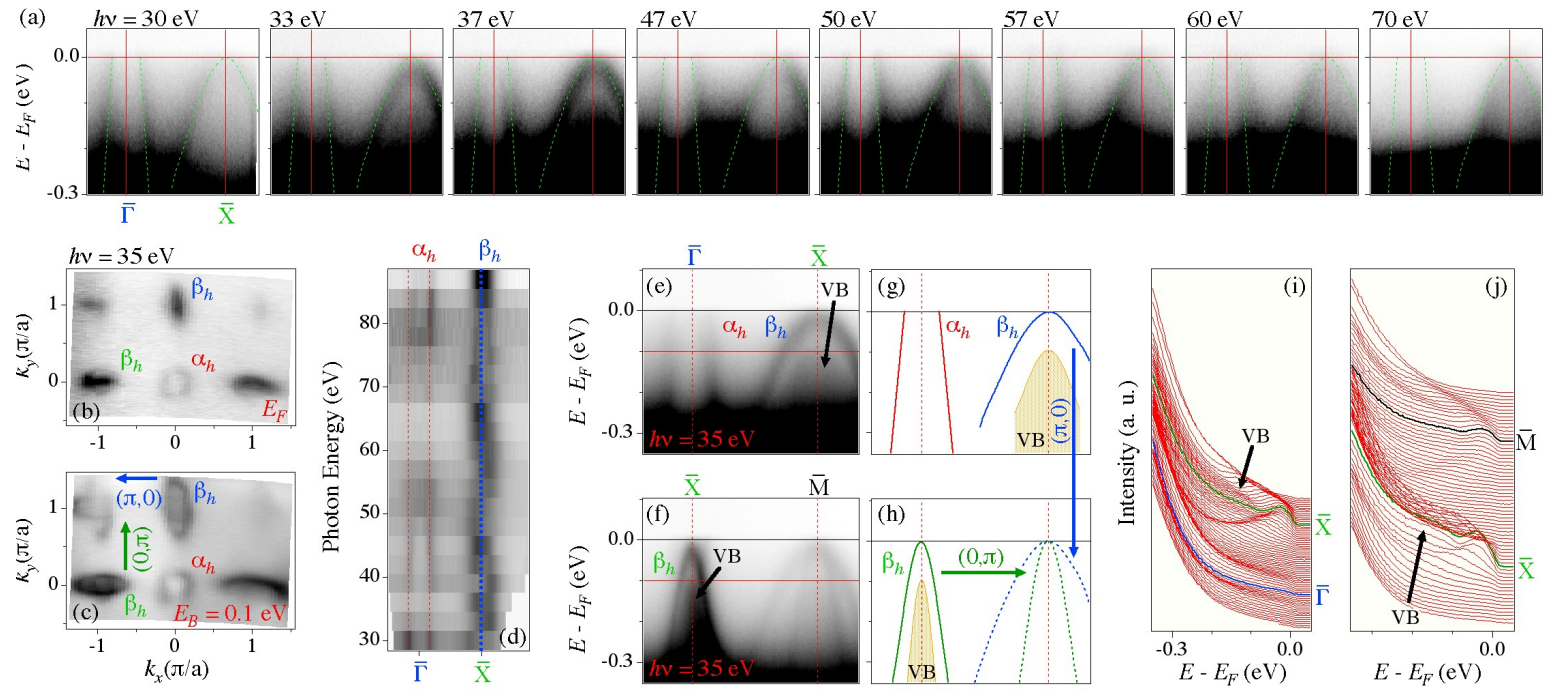 (a)
hν = 30 eV
33 eV
37 eV
47 eV
50 eV
57 eV
60 eV
70 eV
0.0
E - E_F (eV)
-0.3
Γ̅
X̅
hν = 35 eV
k_y(π/a)
1
0
β_h
β_h
α_h
(b)
E_F
k_y(π/a)
1
0
(π,0)
β_h
(0,π)
α_h
(c)
β_h
E_B = 0.1 eV
-1
0
1
k_x(π/a)
α_h
β_h
Photon Energy (eV)
80
70
60
50
40
30
(d)
Γ̅
X̅
Γ̅
X̅
(e)
VB
0.0
E - E_F (eV)
α_h
β_h
-0.3
hν = 35 eV
(g)
α_h
β_h
VB
(π,0)
X̅
M̅
(f)
0.0
E - E_F (eV)
β_h
VB
-0.3
hν = 35 eV
(h)
β_h
(0,π)
VB
Intensity (a. u.)
(i)
VB
X̅
Γ̅
-0.3
0.0
E - E_F (eV)
(j)
M̅
X̅
VB
0.0
E - E_F (eV)